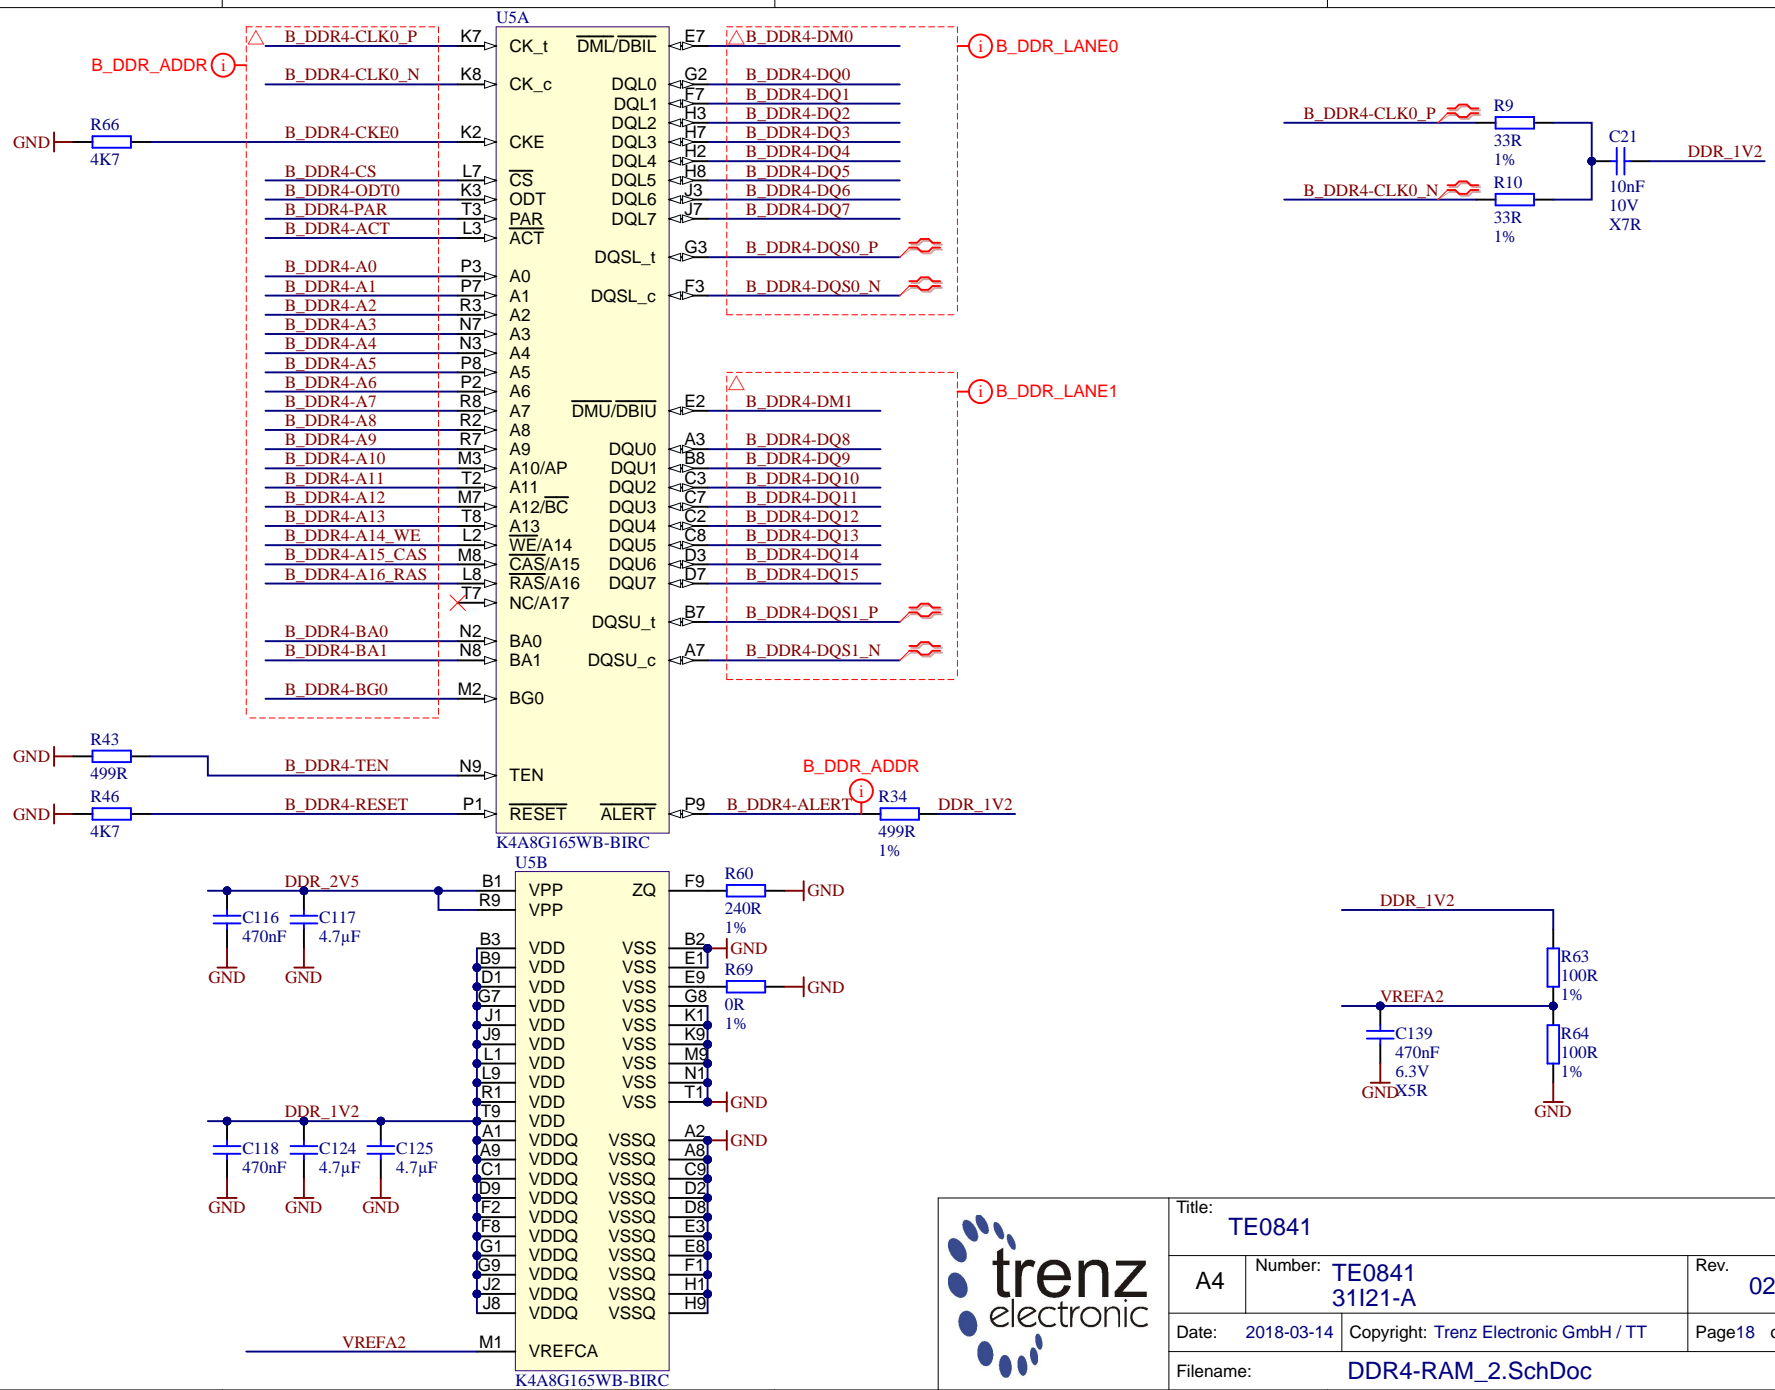 U5A
B_DDR_ADDR
B_DDR4-CLK0_P K7 CK_t
B_DDR4-CLK0_N K8 CK_c
GND R66 4K7 B_DDR4-CKE0 K2 CKE
B_DDR4-CS L7 CS
B_DDR4-ODT0 K3 ODT
B_DDR4-PAR T3 PAR
B_DDR4-ACT L3 ACT
B_DDR4-A0 P3 A0
B_DDR4-A1 P7 A1
B_DDR4-A2 R3 A2
B_DDR4-A3 N7 A3
B_DDR4-A4 N3 A4
B_DDR4-A5 P8 A5
B_DDR4-A6 P2 A6
B_DDR4-A7 R8 A7
B_DDR4-A8 R2 A8
B_DDR4-A9 R7 A9
B_DDR4-A10 M3 A10/AP
B_DDR4-A11 T2 A11
B_DDR4-A12 M7 A12/BC
B_DDR4-A13 T8 A13
B_DDR4-A14_WE L2 WE/A14
B_DDR4-A15_CAS M8 CAS/A15
B_DDR4-A16_RAS L8 RAS/A16
T7 NC/A17
B_DDR4-BA0 N2 BA0
B_DDR4-BA1 N8 BA1
B_DDR4-BG0 M2 BG0
GND R43 499R B_DDR4-TEN N9 TEN
GND R46 4K7 B_DDR4-RESET P1 RESET
DML/DBIL E7 B_DDR4-DM0
i B_DDR_LANE0
DQL0 G2 B_DDR4-DQ0
DQL1 F7 B_DDR4-DQ1
DQL2 H3 B_DDR4-DQ2
DQL3 H7 B_DDR4-DQ3
DQL4 H2 B_DDR4-DQ4
DQL5 H8 B_DDR4-DQ5
DQL6 J3 B_DDR4-DQ6
DQL7 J7 B_DDR4-DQ7
DQSL_t G3 B_DDR4-DQS0_P
DQSL_c F3 B_DDR4-DQS0_N
i B_DDR_LANE1
DMU/DBIU E2 B_DDR4-DM1
DQU0 A3 B_DDR4-DQ8
DQU1 B8 B_DDR4-DQ9
DQU2 C3 B_DDR4-DQ10
DQU3 C7 B_DDR4-DQ11
DQU4 C2 B_DDR4-DQ12
DQU5 C8 B_DDR4-DQ13
DQU6 D3 B_DDR4-DQ14
DQU7 D7 B_DDR4-DQ15
DQSU_t B7 B_DDR4-DQS1_P
DQSU_c A7 B_DDR4-DQS1_N
B_DDR_ADDR
i
ALERT P9 B_DDR4-ALERT R34 499R 1% DDR_1V2
K4A8G165WB-BIRC
B_DDR4-CLK0_P R9 33R 1%
B_DDR4-CLK0_N R10 33R 1%
C21 10nF 10V X7R DDR_1V2
U5B
DDR_2V5 B1 VPP
R9 VPP
C116 470nF GND
C117 4.7µF GND
B3 VDD
B9 VDD
D1 VDD
G7 VDD
J1 VDD
J9 VDD
L1 VDD
L9 VDD
R1 VDD
DDR_1V2 T9 VDD
C118 470nF GND
C124 4.7µF GND
C125 4.7µF GND
A1 VDDQ
A9 VDDQ
C1 VDDQ
D9 VDDQ
F2 VDDQ
F8 VDDQ
G1 VDDQ
G9 VDDQ
J2 VDDQ
J8 VDDQ
VREFA2 M1 VREFCA
ZQ F9 R60 240R 1% GND
VSS B2 GND
VSS E1
VSS E9 R69 0R 1% GND
VSS G8
VSS K1
VSS K9
VSS M9
VSS N1
VSS T1 GND
VSSQ A2 GND
VSSQ A8
VSSQ C9
VSSQ D2
VSSQ D8
VSSQ E3
VSSQ E8
VSSQ F1
VSSQ H1
VSSQ H9
K4A8G165WB-BIRC
DDR_1V2
R63 100R 1%
VREFA2
C139 470nF 6.3V X5R GND
R64 100R 1%
GND
trenz
electronic
Title: TE0841
A4 Number: TE0841 Rev. 02
31I21-A
Date: 2018-03-14 Copyright: Trenz Electronic GmbH / TT Page18
Filename: DDR4-RAM_2.SchDoc